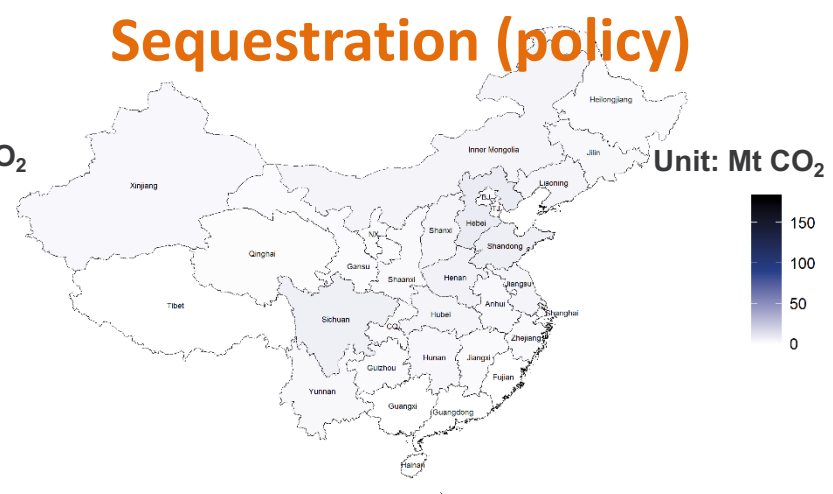 Sequestration (policy)
O₂
Unit: Mt CO₂
150
100
50
0
Heilongjiang
Jilin
Inner Mongolia
Liaoning
Xinjiang
BJ
TJ
Hebei
Shanxi
Shandong
NX
Qinghai
Gansu
Shaanxi
Henan
Jiangsu
Tibet
Anhui
Shanghai
Sichuan
Hubei
CQ
Zhejiang
Hunan
Jiangxi
Guizhou
Fujian
Yunnan
Guangxi
Guangdong
Hainan